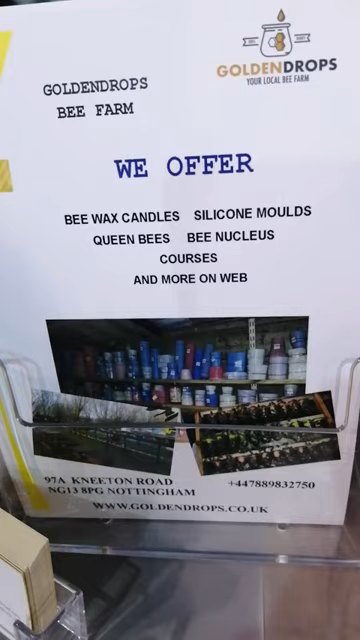 GOLDENDROPS
YOUR LOCAL BEE FARM
GOLDENDROPS
BEE FARM
WE OFFER
BEE WAX CANDLES SILICONE MOULDS
QUEEN BEES BEE NUCLEUS
COURSES
AND MORE ON WEB
97A KNEETON ROAD
NG13 8PG NOTTINGHAM
+447889832750
WWW.GOLDENDROPS.CO.UK